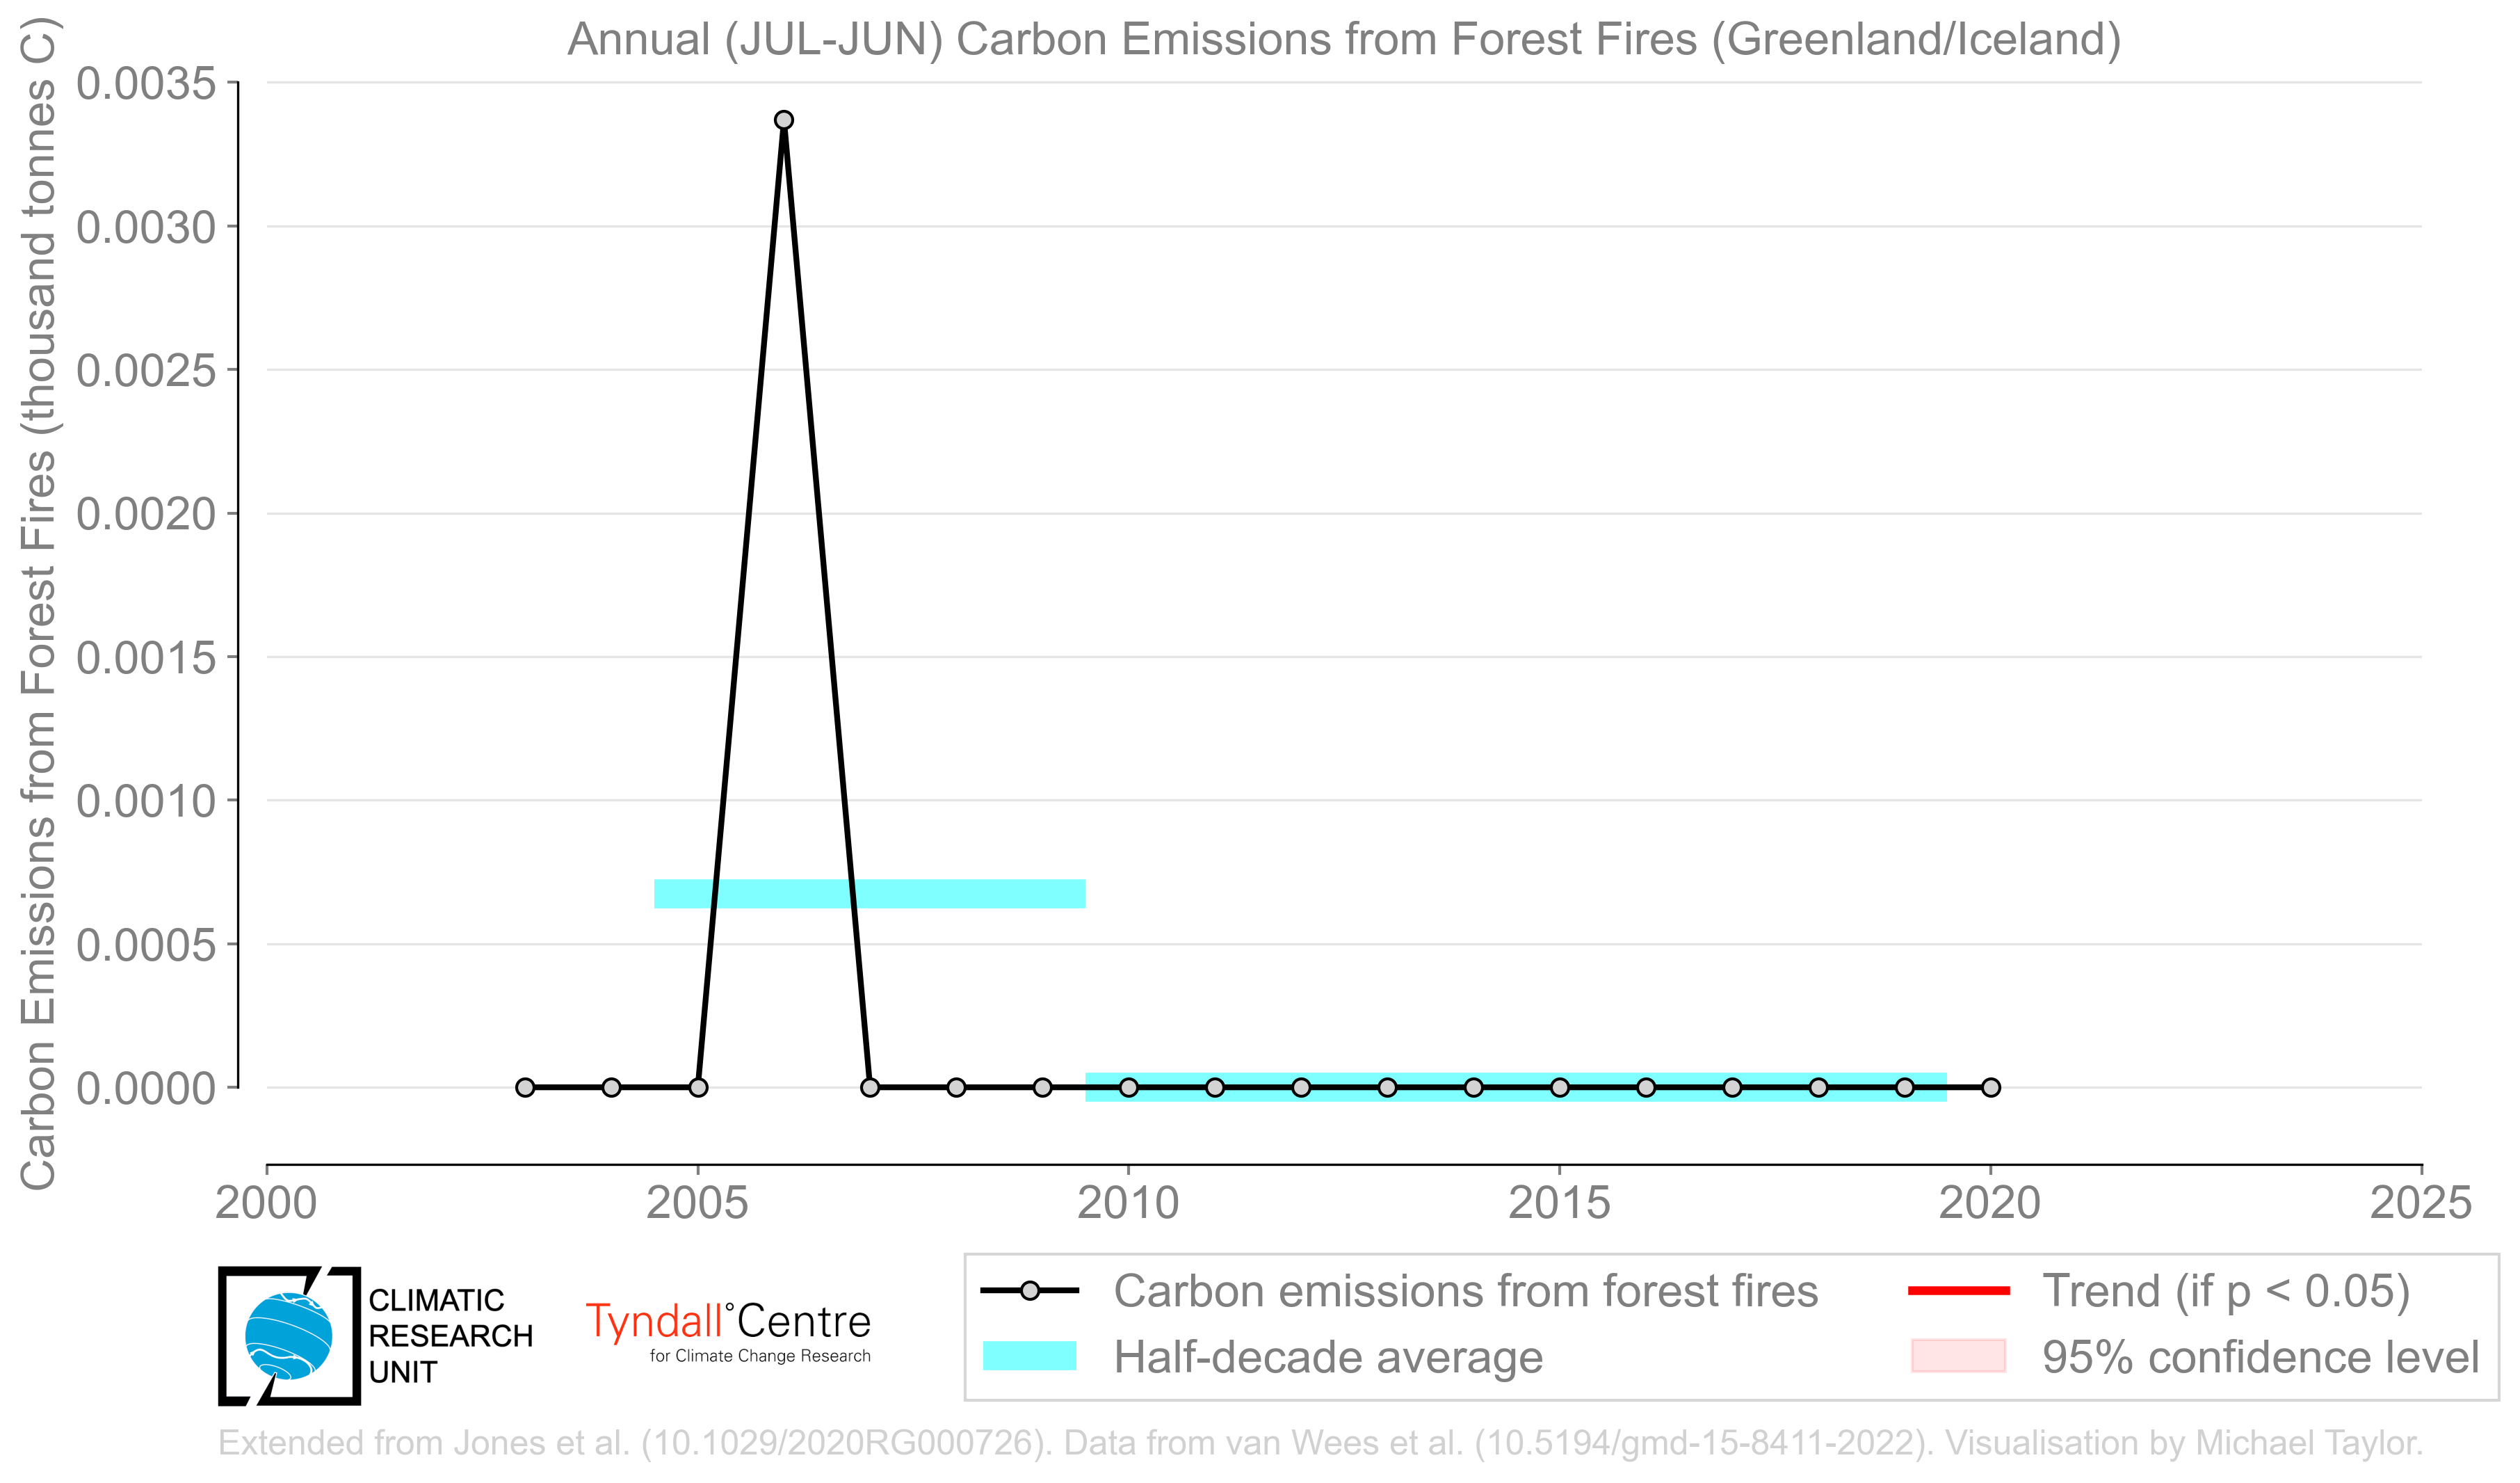 Annual (JUL-JUN) Carbon Emissions from Forest Fires (Greenland/Iceland)
Carbon Emissions from Forest Fires (thousand tonnes C)
0.0035
0.0030
0.0025
0.0020
0.0015
0.0010
0.0005
0.0000
2000
2005
2010
2015
2020
2025
CLIMATIC
RESEARCH
UNIT
Tyndall°Centre
for Climate Change Research
Carbon emissions from forest fires
Half-decade average
Trend (if p < 0.05)
95% confidence level
Extended from Jones et al. (10.1029/2020RG000726). Data from van Wees et al. (10.5194/gmd-15-8411-2022). Visualisation by Michael Taylor.